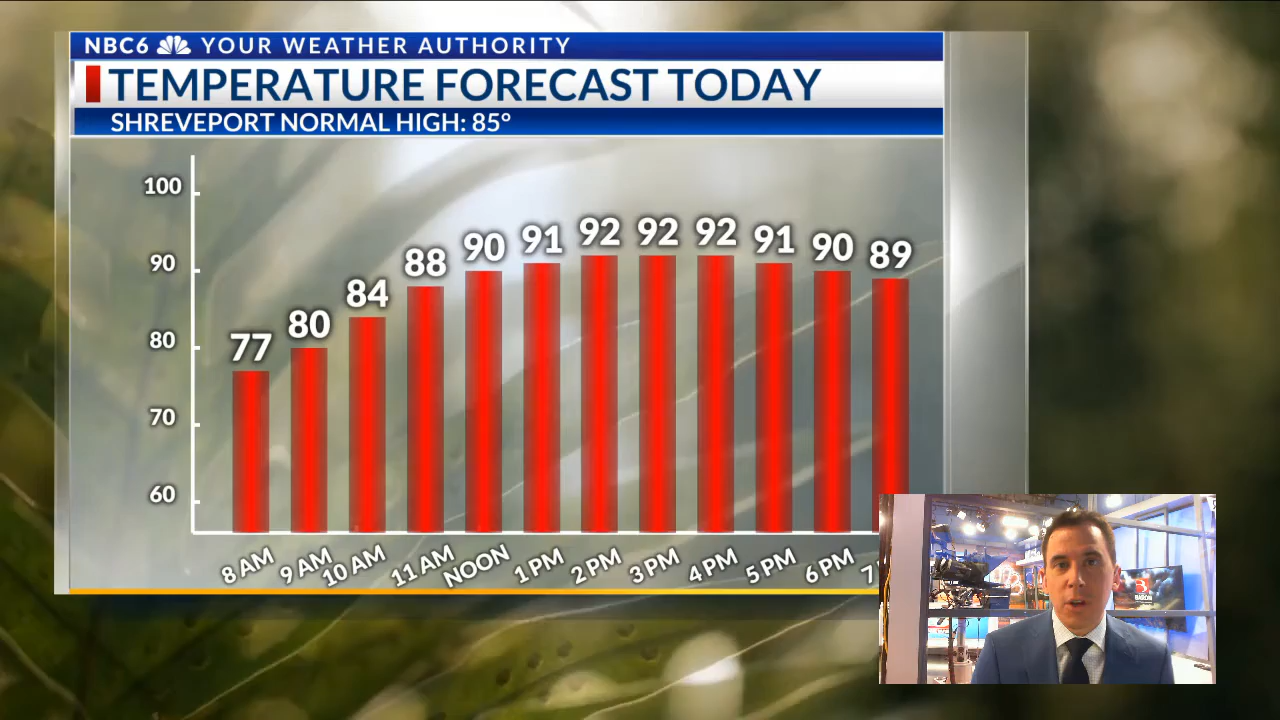 NBC6 YOUR WEATHER AUTHORITY
TEMPERATURE FORECAST TODAY
SHREVEPORT NORMAL HIGH: 85°
100
90
80
70
60
77 80 84 88 90 91 92 92 92 91 90 89
8 AM 9 AM 10 AM 11 AM NOON 1 PM 2 PM 3 PM 4 PM 5 PM 6 PM 7
BARON